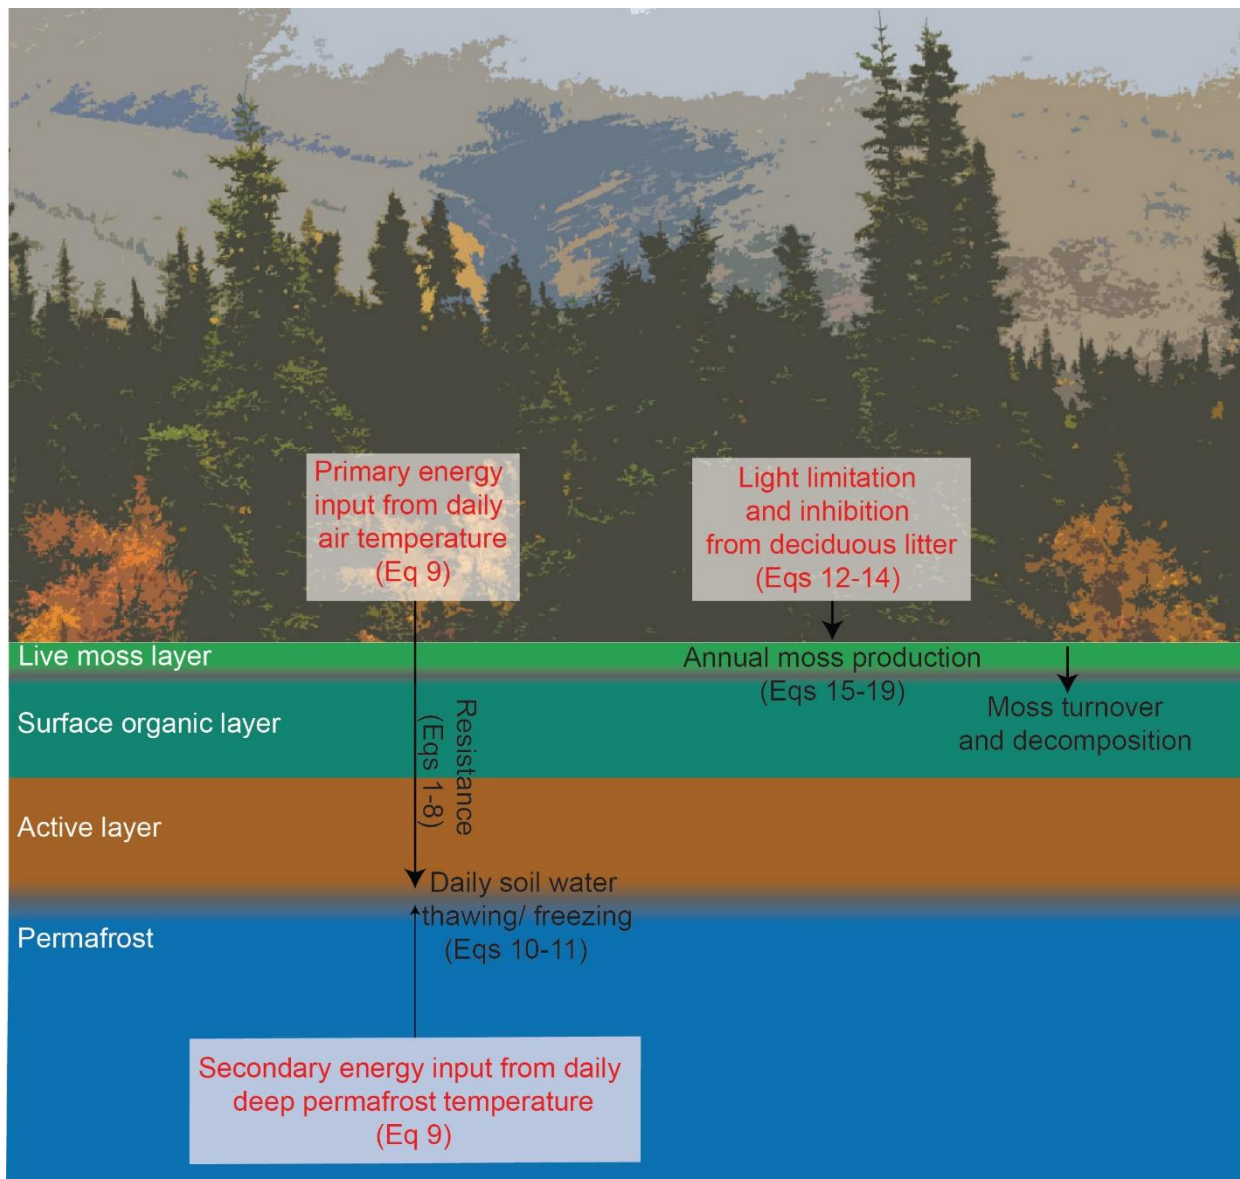 Primary energy
input from daily
air temperature
(Eq 9)
Light limitation
and inhibition
from deciduous litter
(Eqs 12-14)
Live moss layer
Annual moss production
(Eqs 15-19)
Moss turnover
and decomposition
Surface organic layer
Resistance
(Eqs 1-8)
Active layer
Daily soil water
thawing/ freezing
(Eqs 10-11)
Permafrost
Secondary energy input from daily
deep permafrost temperature
(Eq 9)